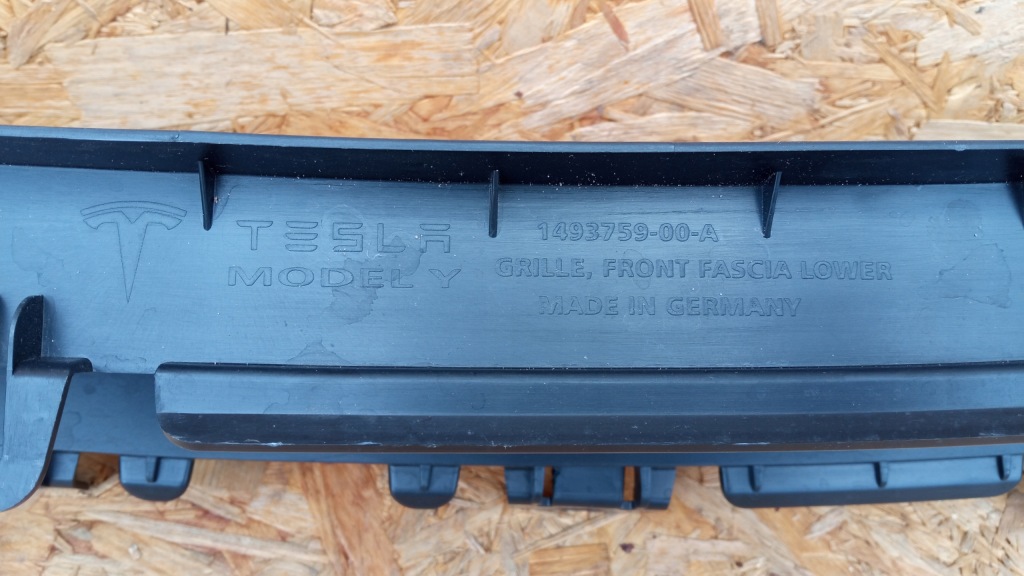 TESLA
MODEL Y
1493759-00-A
GRILLE, FRONT FASCIA LOWER
MADE IN GERMANY